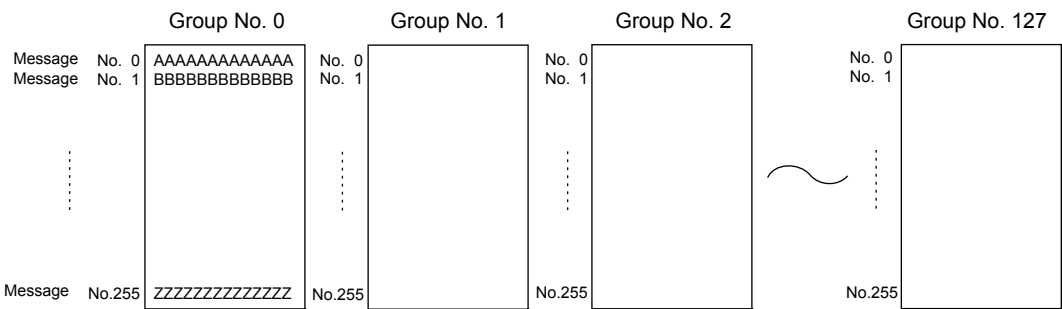 Group No. 0 Group No. 1 Group No. 2 Group No. 127
Message No. 0 AAAAAAAAAAAAA No. 0 No. 0 No. 0
Message No. 1 BBBBBBBBBBBBB No. 1 No. 1 No. 1
Message No.255 ZZZZZZZZZZZZZZ No.255 No.255 No.255